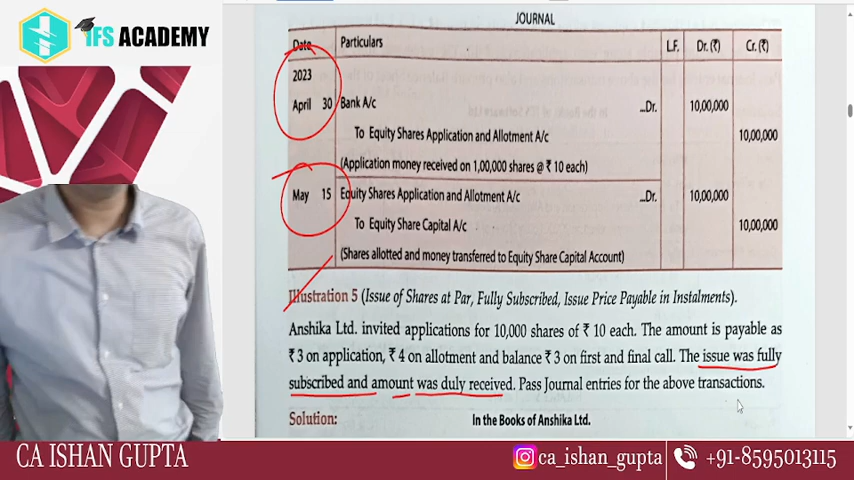 IFS ACADEMY
JOURNAL
Date Particulars L.F. Dr. (₹) Cr. (₹)
2023
April 30 Bank A/c ...Dr. 10,00,000
To Equity Shares Application and Allotment A/c 10,00,000
(Application money received on 1,00,000 shares @ ₹ 10 each)
May 15 Equity Shares Application and Allotment A/c ...Dr. 10,00,000
To Equity Share Capital A/c 10,00,000
(Shares allotted and money transferred to Equity Share Capital Account)
Illustration 5 (Issue of Shares at Par, Fully Subscribed, Issue Price Payable in Instalments).
Anshika Ltd. invited applications for 10,000 shares of ₹ 10 each. The amount is payable as
₹ 3 on application, ₹ 4 on allotment and balance ₹ 3 on first and final call. The issue was fully
subscribed and amount was duly received. Pass Journal entries for the above transactions.
Solution: In the Books of Anshika Ltd.
CA ISHAN GUPTA ca_ishan_gupta +91-8595013115